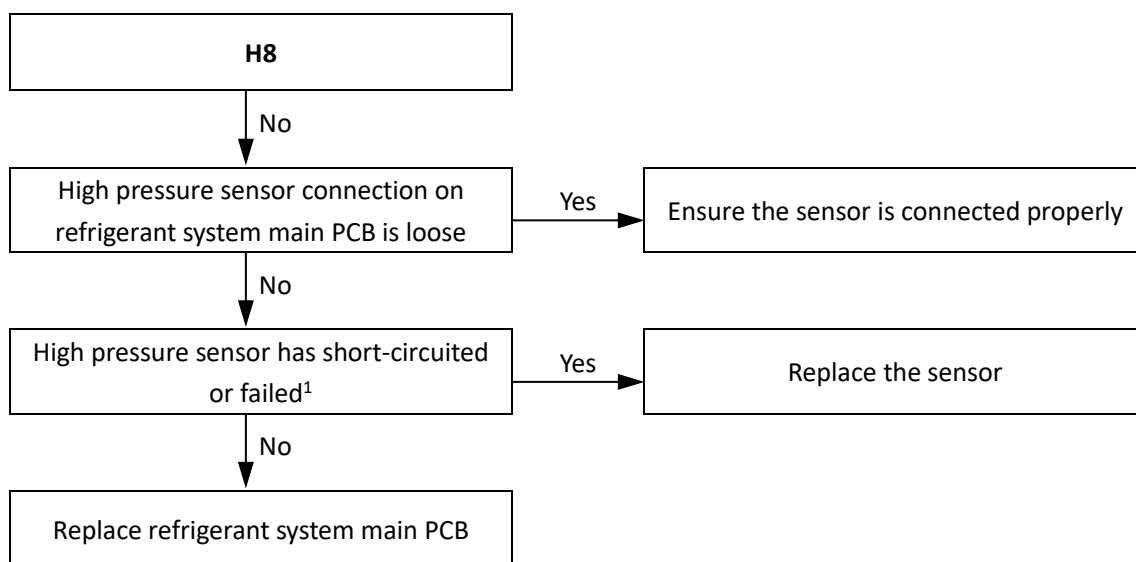 H8
No
High pressure sensor connection on
refrigerant system main PCB is loose
Yes
Ensure the sensor is connected properly
No
High pressure sensor has short-circuited
or failed¹
Yes
Replace the sensor
No
Replace refrigerant system main PCB